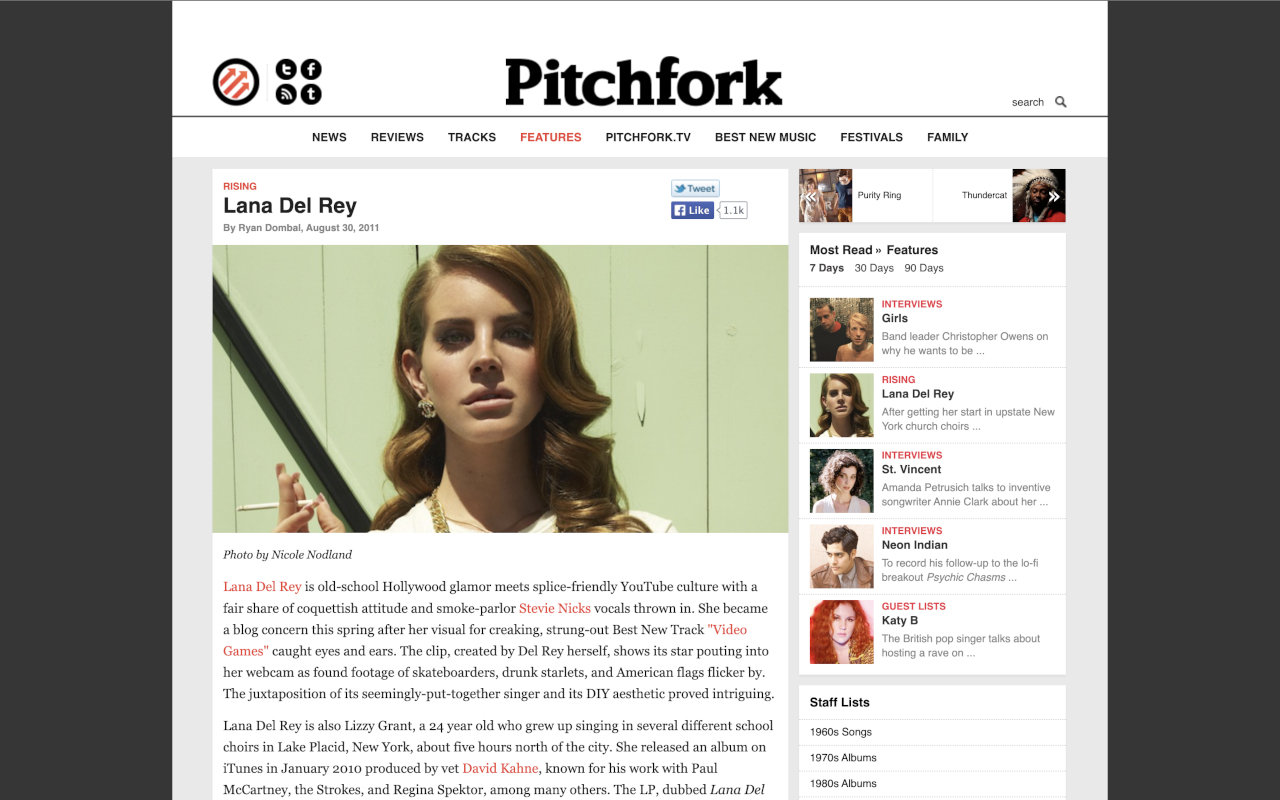 Pitchfork
search
NEWS REVIEWS TRACKS FEATURES PITCHFORK.TV BEST NEW MUSIC FESTIVALS FAMILY
RISING
Lana Del Rey
By Ryan Dombal, August 30, 2011
Tweet
Like 1.1k
Photo by Nicole Nodland
Lana Del Rey is old-school Hollywood glamor meets splice-friendly YouTube culture with a
fair share of coquettish attitude and smoke-parlor Stevie Nicks vocals thrown in. She became
a blog concern this spring after her visual for creaking, strung-out Best New Track "Video
Games" caught eyes and ears. The clip, created by Del Rey herself, shows its star pouting into
her webcam as found footage of skateboarders, drunk starlets, and American flags flicker by.
The juxtaposition of its seemingly-put-together singer and its DIY aesthetic proved intriguing.
Lana Del Rey is also Lizzy Grant, a 24 year old who grew up singing in several different school
choirs in Lake Placid, New York, about five hours north of the city. She released an album on
iTunes in January 2010 produced by vet David Kahne, known for his work with Paul
McCartney, the Strokes, and Regina Spektor, among many others. The LP, dubbed Lana Del
« Purity Ring Thundercat »
Most Read » Features
7 Days 30 Days 90 Days
INTERVIEWS
Girls
Band leader Christopher Owens on
why he wants to be ...
RISING
Lana Del Rey
After getting her start in upstate New
York church choirs ...
INTERVIEWS
St. Vincent
Amanda Petrusich talks to inventive
songwriter Annie Clark about her ...
INTERVIEWS
Neon Indian
To record his follow-up to the lo-fi
breakout Psychic Chasms ...
GUEST LISTS
Katy B
The British pop singer talks about
hosting a rave on ...
Staff Lists
1960s Songs
1970s Albums
1980s Albums